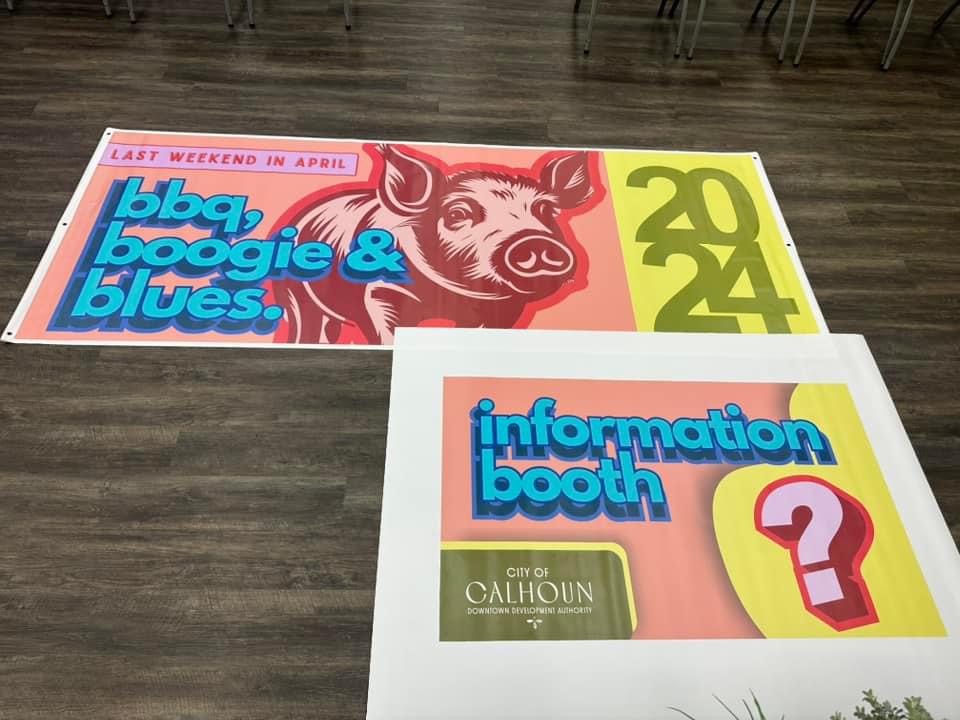 LAST WEEKEND IN APRIL
bbq,
boogie &
blues.
20
24
information
booth
?
CITY OF
CALHOUN
DOWNTOWN DEVELOPMENT AUTHORITY